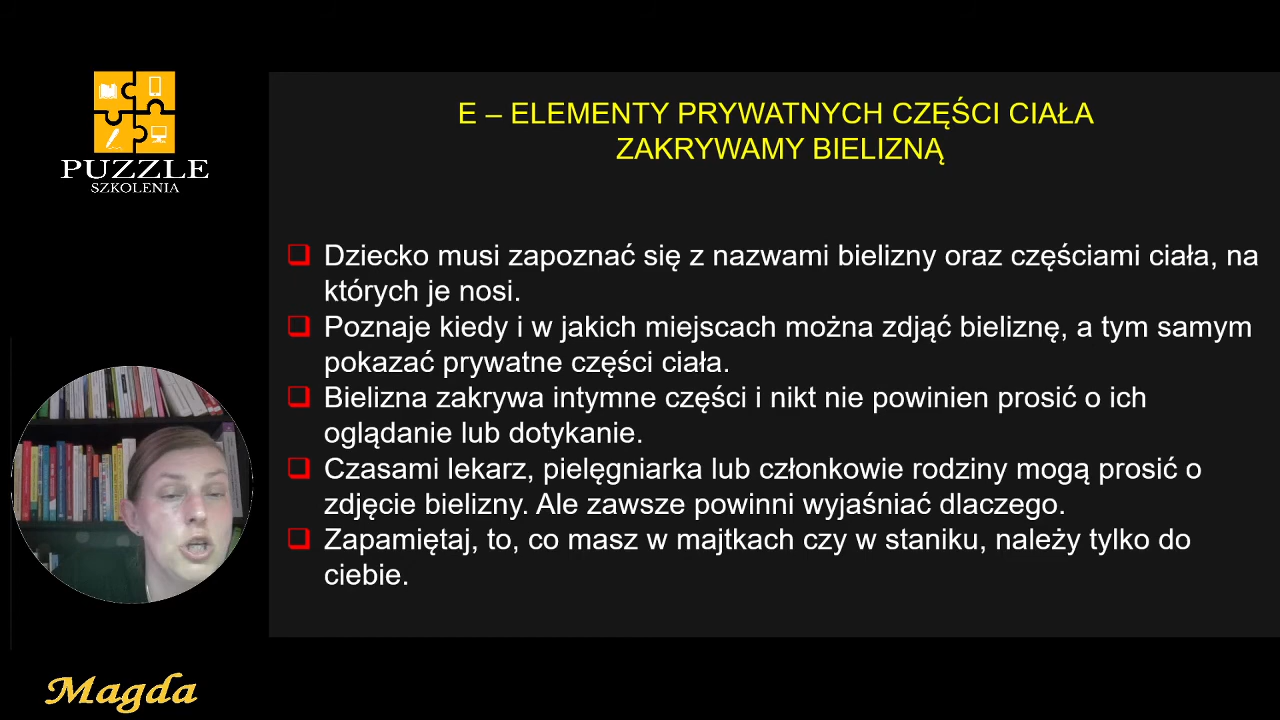 PUZZLE
SZKOLENIA
E – ELEMENTY PRYWATNYCH CZĘŚCI CIAŁA
ZAKRYWAMY BIELIZNĄ
Dziecko musi zapoznać się z nazwami bielizny oraz częściami ciała, na
których je nosi.
Poznaje kiedy i w jakich miejscach można zdjąć bieliznę, a tym samym
pokazać prywatne części ciała.
Bielizna zakrywa intymne części i nikt nie powinien prosić o ich
oglądanie lub dotykanie.
Czasami lekarz, pielęgniarka lub członkowie rodziny mogą prosić o
zdjęcie bielizny. Ale zawsze powinni wyjaśniać dlaczego.
Zapamiętaj, to, co masz w majtkach czy w staniku, należy tylko do
ciebie.
Magda